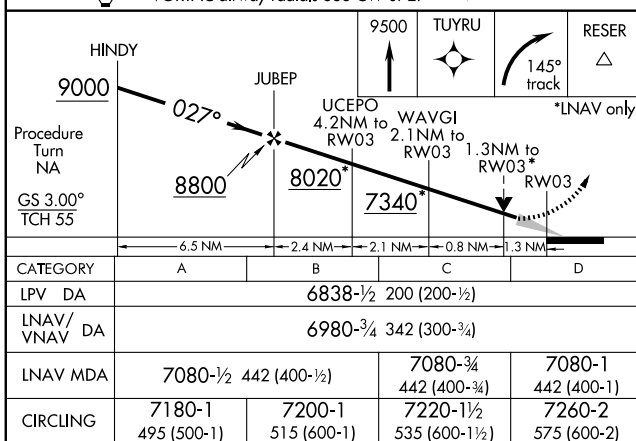 9500
TUYRU
145° track
RESER
*LNAV only
HINDY
9000
027°
JUBEP
8800
UCEPO
4.2NM to
RW03
8020*
WAVGI
2.1NM to
RW03
7340*
1.3NM to
RW03*
RW03
Procedure
Turn
NA
GS 3.00°
TCH 55
6.5 NM
2.4 NM
2.1 NM
0.8 NM
1.3 NM
CATEGORY A B C D
LPV DA 6838-½ 200 (200-½)
LNAV/VNAV DA 6980-¾ 342 (300-¾)
LNAV MDA 7080-½ 442 (400-½) 7080-¾ 442 (400-¾) 7080-1 442 (400-1)
CIRCLING 7180-1 495 (500-1) 7200-1 515 (600-1) 7220-1½ 535 (600-1½) 7260-2 575 (600-2)